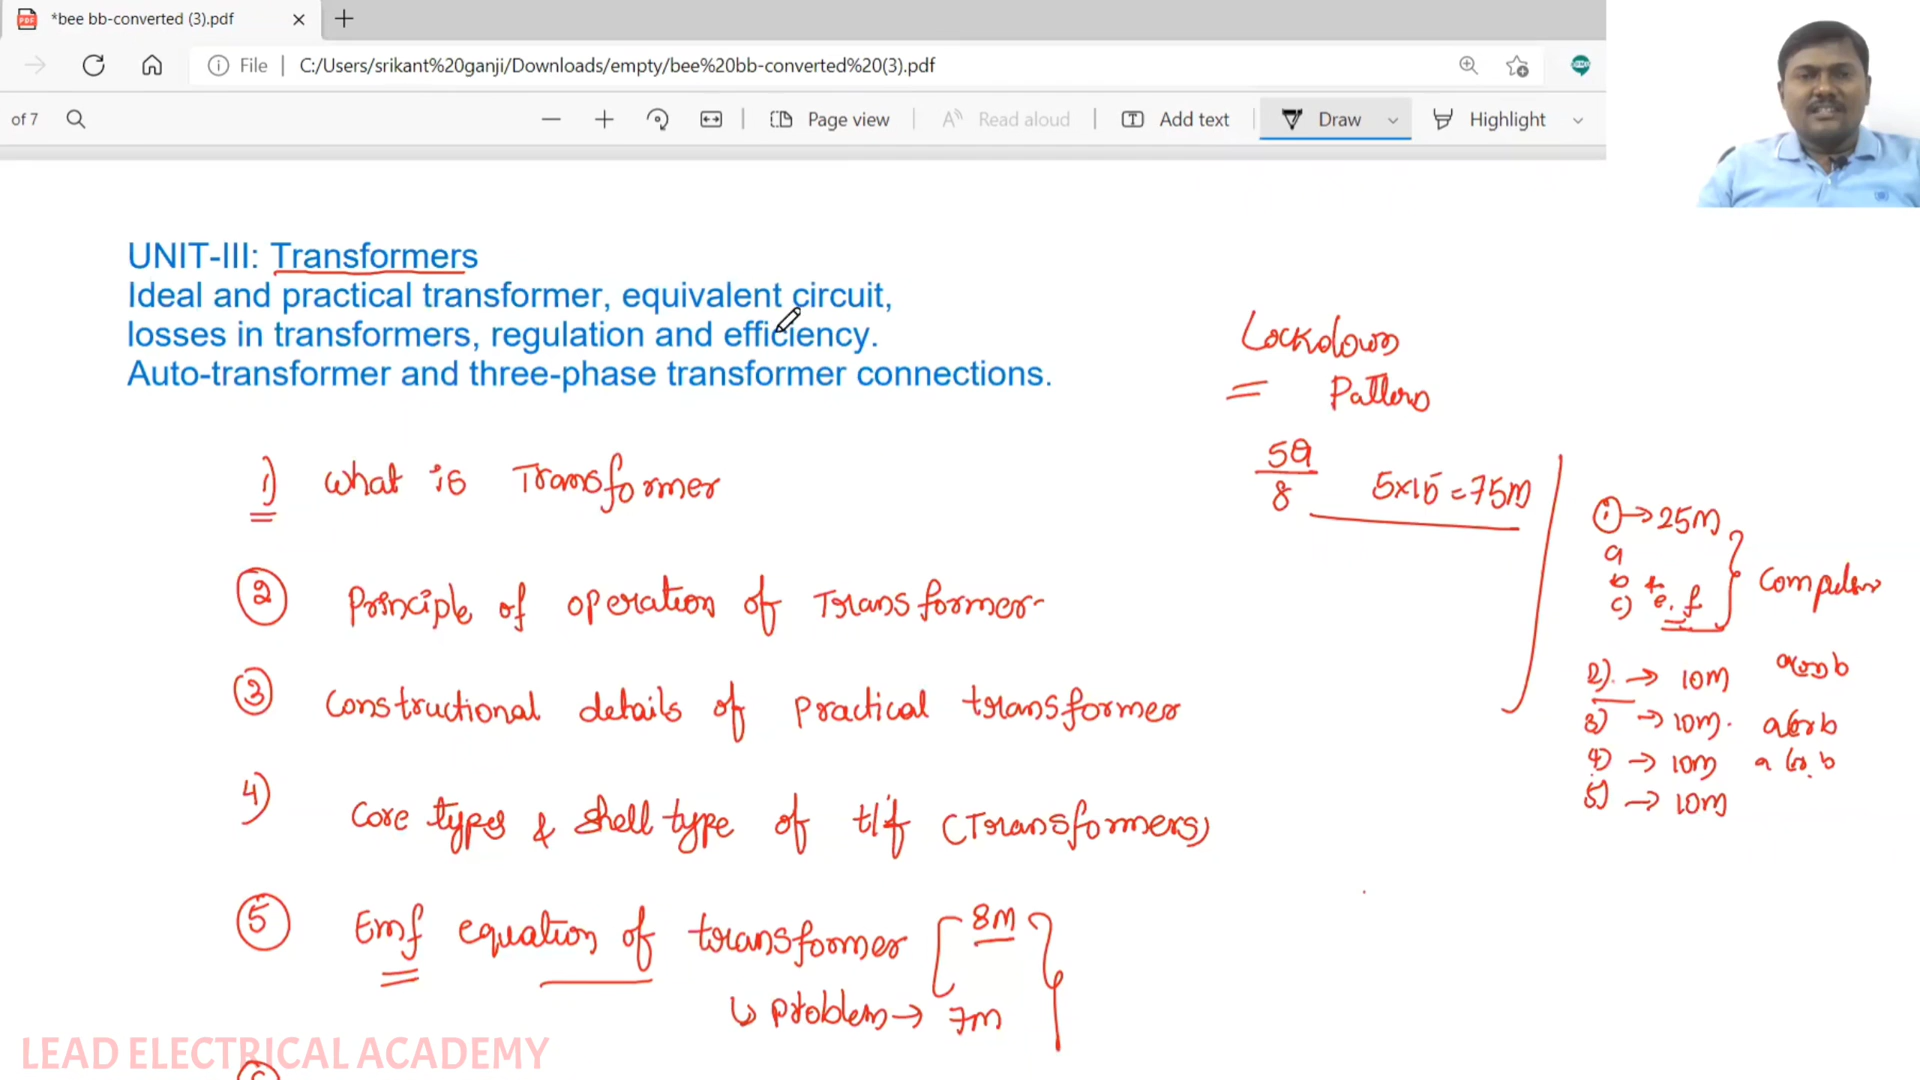 *bee bb-converted (3).pdf
File
C:/Users/srikant%20ganji/Downloads/empty/bee%20bb-converted%20(3).pdf
of 7
Page view
Read aloud
Add text
Draw
Highlight
UNIT-III: Transformers
Ideal and practical transformer, equivalent circuit,
losses in transformers, regulation and efficiency.
Auto-transformer and three-phase transformer connections.
1) What is Transformer
2 Principle of operation of Transformer
3 Constructional details of practical transformer
4) Core types & shell type of t/f (Transformers)
5 Emf equation of transformer [8M
↳ problem → 7M
Lockdown
= Pattern
5Q
8
5x15 = 75M
1 → 25M
a
b
c) e, f
2) → 10M a or b
3) → 10M. a or b
4) → 10M a or b
5) → 10M
LEAD ELECTRICAL ACADEMY